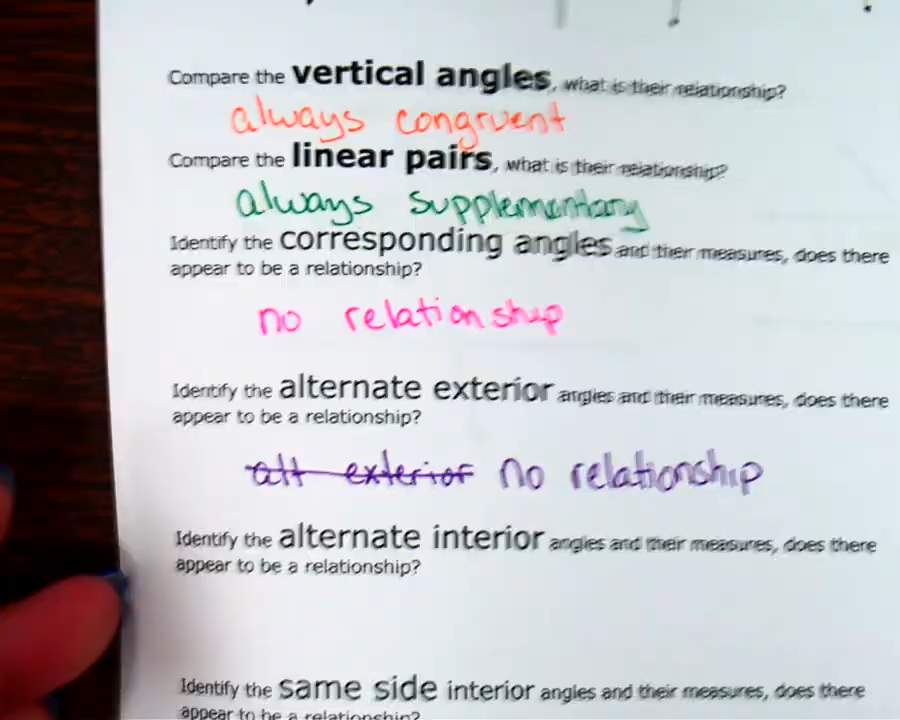 Compare the vertical angles, what is their relationship?
always congruent
Compare the linear pairs, what is their relationship?
always supplementary
Identify the corresponding angles and their measures, does there
appear to be a relationship?
no relationship
Identify the alternate exterior angles and their measures, does there
appear to be a relationship?
alt exterior no relationship
Identify the alternate interior angles and their measures, does there
appear to be a relationship?
Identify the same side interior angles and their measures, does there
appear to be a relationship?